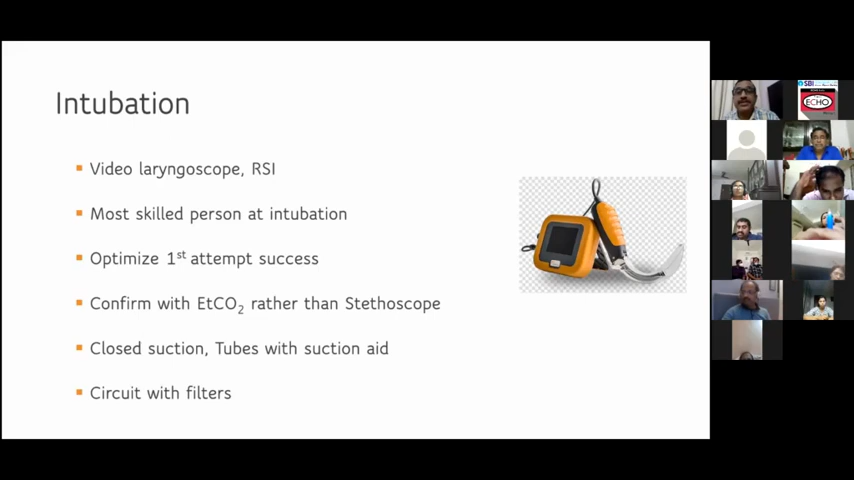 Intubation
Video laryngoscope, RSI
Most skilled person at intubation
Optimize 1st attempt success
Confirm with EtCO2 rather than Stethoscope
Closed suction, Tubes with suction aid
Circuit with filters
SBI
ECHO